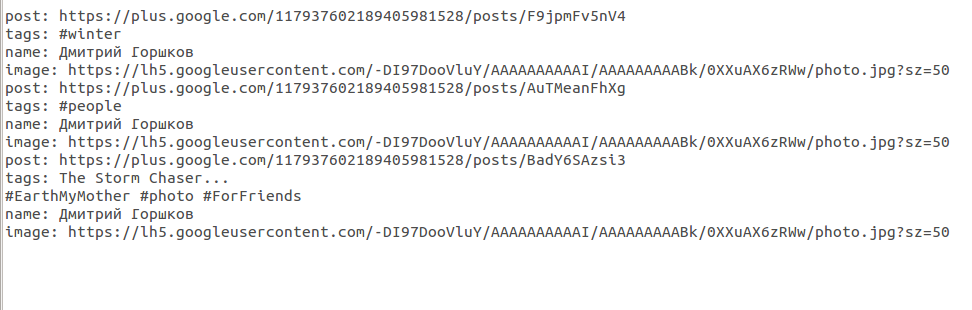 post: https://plus.google.com/117937602189405981528/posts/F9jpmFv5nV4
tags: #winter
name: Дмитрий Горшков
image: https://lh5.googleusercontent.com/-DI97DooVluY/AAAAAAAAAAI/AAAAAAAAABk/0XXuAX6zRWw/photo.jpg?sz=50
post: https://plus.google.com/117937602189405981528/posts/AuTMeanFhXg
tags: #people
name: Дмитрий Горшков
image: https://lh5.googleusercontent.com/-DI97DooVluY/AAAAAAAAAAI/AAAAAAAAABk/0XXuAX6zRWw/photo.jpg?sz=50
post: https://plus.google.com/117937602189405981528/posts/BadY6SAzsi3
tags: The Storm Chaser...
#EarthMyMother #photo #ForFriends
name: Дмитрий Горшков
image: https://lh5.googleusercontent.com/-DI97DooVluY/AAAAAAAAAAI/AAAAAAAAABk/0XXuAX6zRWw/photo.jpg?sz=50